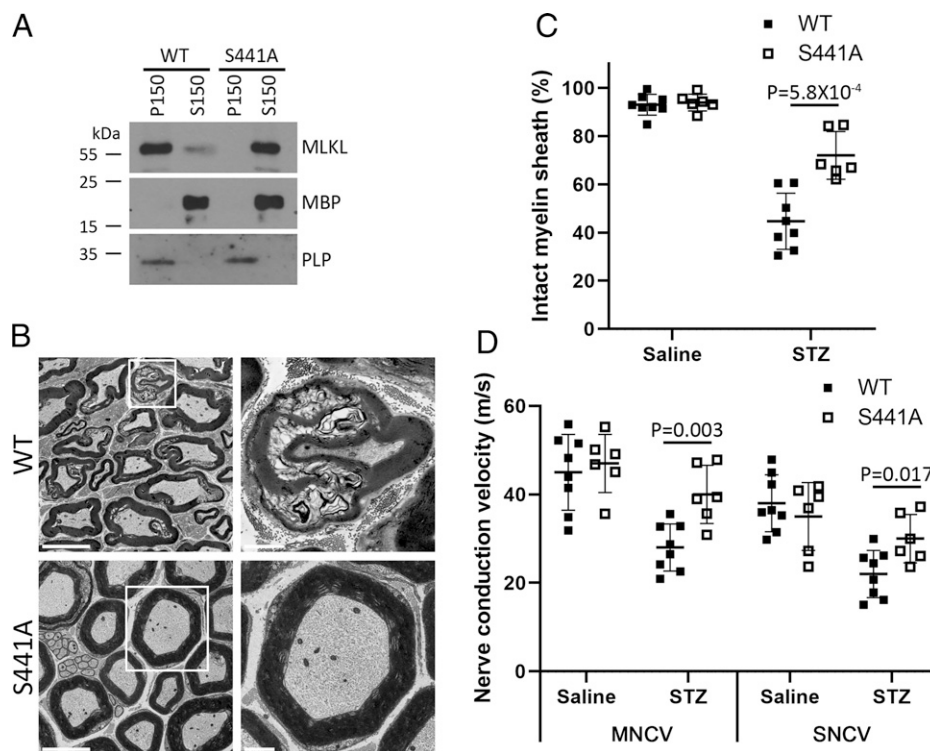 A
WT S441A
P150 S150 P150 S150
kDa
55
MLKL
25
15
MBP
35
PLP
B
WT
S441A
C
WT
S441A
Intact myelin sheath (%)
100
80
60
40
20
0
P=5.8X10⁻⁴
Saline STZ
D
WT
S441A
Nerve conduction velocity (m/s)
60
40
20
0
P=0.003
P=0.017
Saline STZ Saline STZ
MNCV SNCV